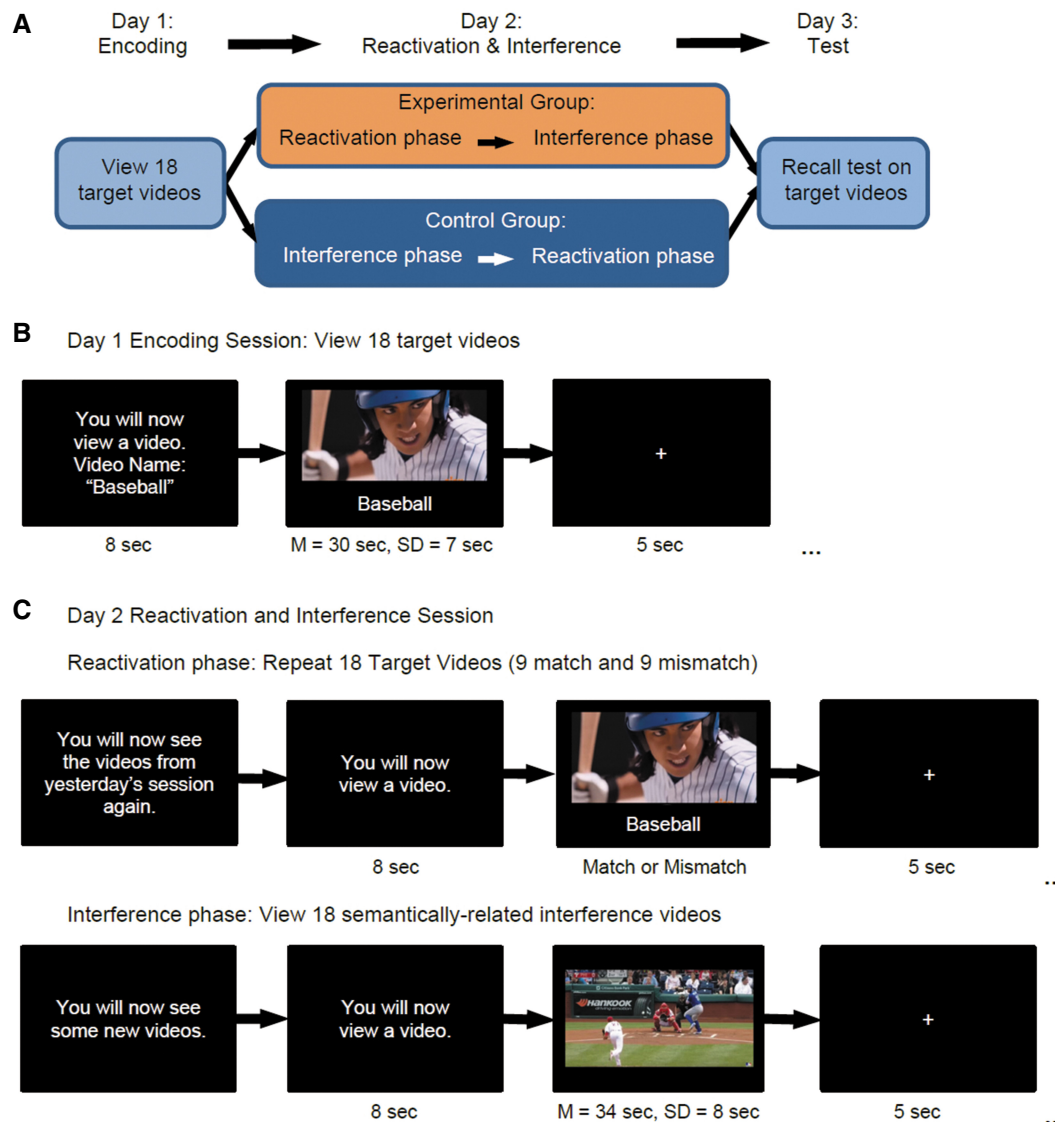 A
Day 1:
Encoding
Day 2:
Reactivation & Interference
Day 3:
Test
Experimental Group:
Reactivation phase
Interference phase
View 18
target videos
Recall test on
target videos
Control Group:
Interference phase
Reactivation phase
B
Day 1 Encoding Session: View 18 target videos
You will now
view a video.
Video Name:
“Baseball”
Baseball
+
8 sec
M = 30 sec, SD = 7 sec
5 sec
...
C
Day 2 Reactivation and Interference Session
Reactivation phase: Repeat 18 Target Videos (9 match and 9 mismatch)
You will now see
the videos from
yesterday’s session
again.
You will now
view a video.
Baseball
+
8 sec
Match or Mismatch
5 sec
..
Interference phase: View 18 semantically-related interference videos
You will now see
some new videos.
You will now
view a video.
HANKOOK
+
8 sec
M = 34 sec, SD = 8 sec
5 sec
..